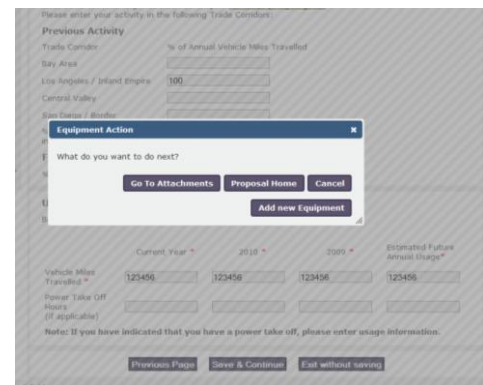 Please enter your activity in the following Trade Corridors:
Previous Activity
Trade Corridor % of Annual Vehicle Miles Travelled
Bay Area
Los Angeles / Inland Empire 100
Central Valley
San Diego / Border
Equipment Action
What do you want to do next?
Go To Attachments Proposal Home Cancel
Add new Equipment
Current Year * 2010 * 2009 * Estimated Future Annual Usage*
Vehicle Miles Travelled * 123456 123456 123456 123456
Power Take Off
Hours
(if applicable)
Note: If you have indicated that you have a power take off, please enter usage information.
Previous Page Save & Continue Exit without saving